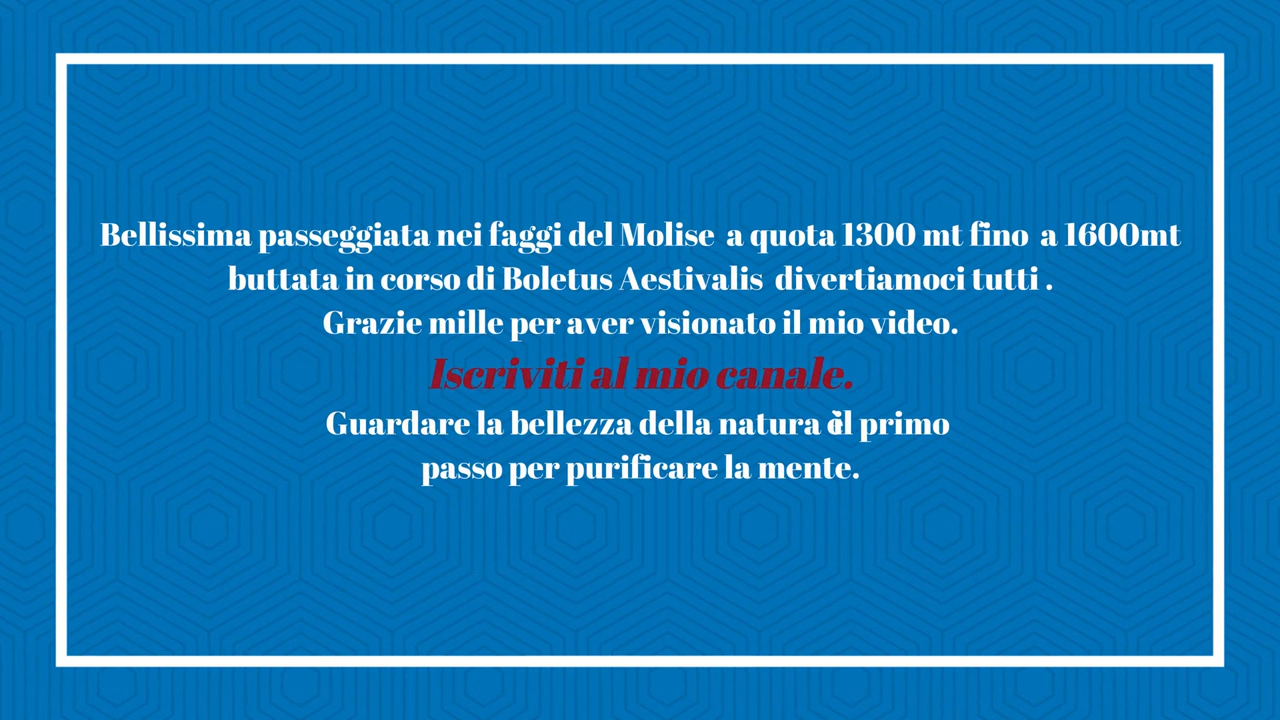 Bellissima passeggiata nei faggi del Molise a quota 1300 mt fino a 1600mt
buttata in corso di Boletus Aestivalis divertiamoci tutti .
Grazie mille per aver visionato il mio video.
Iscriviti al mio canale.
Guardare la bellezza della natura è il primo
passo per purificare la mente.